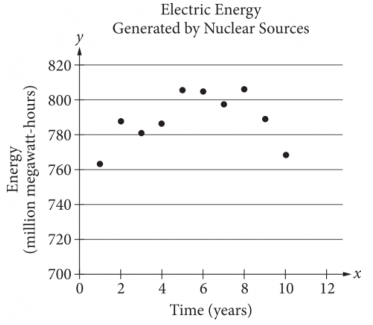 Electric Energy
Generated by Nuclear Sources
y
820
800
780
760
740
720
700
Energy
(million megawatt-hours)
0 2 4 6 8 10 12 x
Time (years)